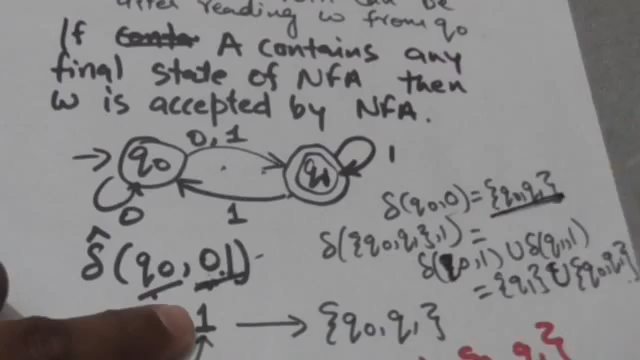 after reading w from q0
If A contains any
final state of NFA then
w is accepted by NFA.
0,1
q0
q1
1
0
1
δ(q0,0) = {q0,q1}
δ({q0,q1},1) =
δ(q0,1) ∪ δ(q1,1)
= {q1} ∪ {q0,q1}
δ̂(q0, 01)
1 → {q0,q1}